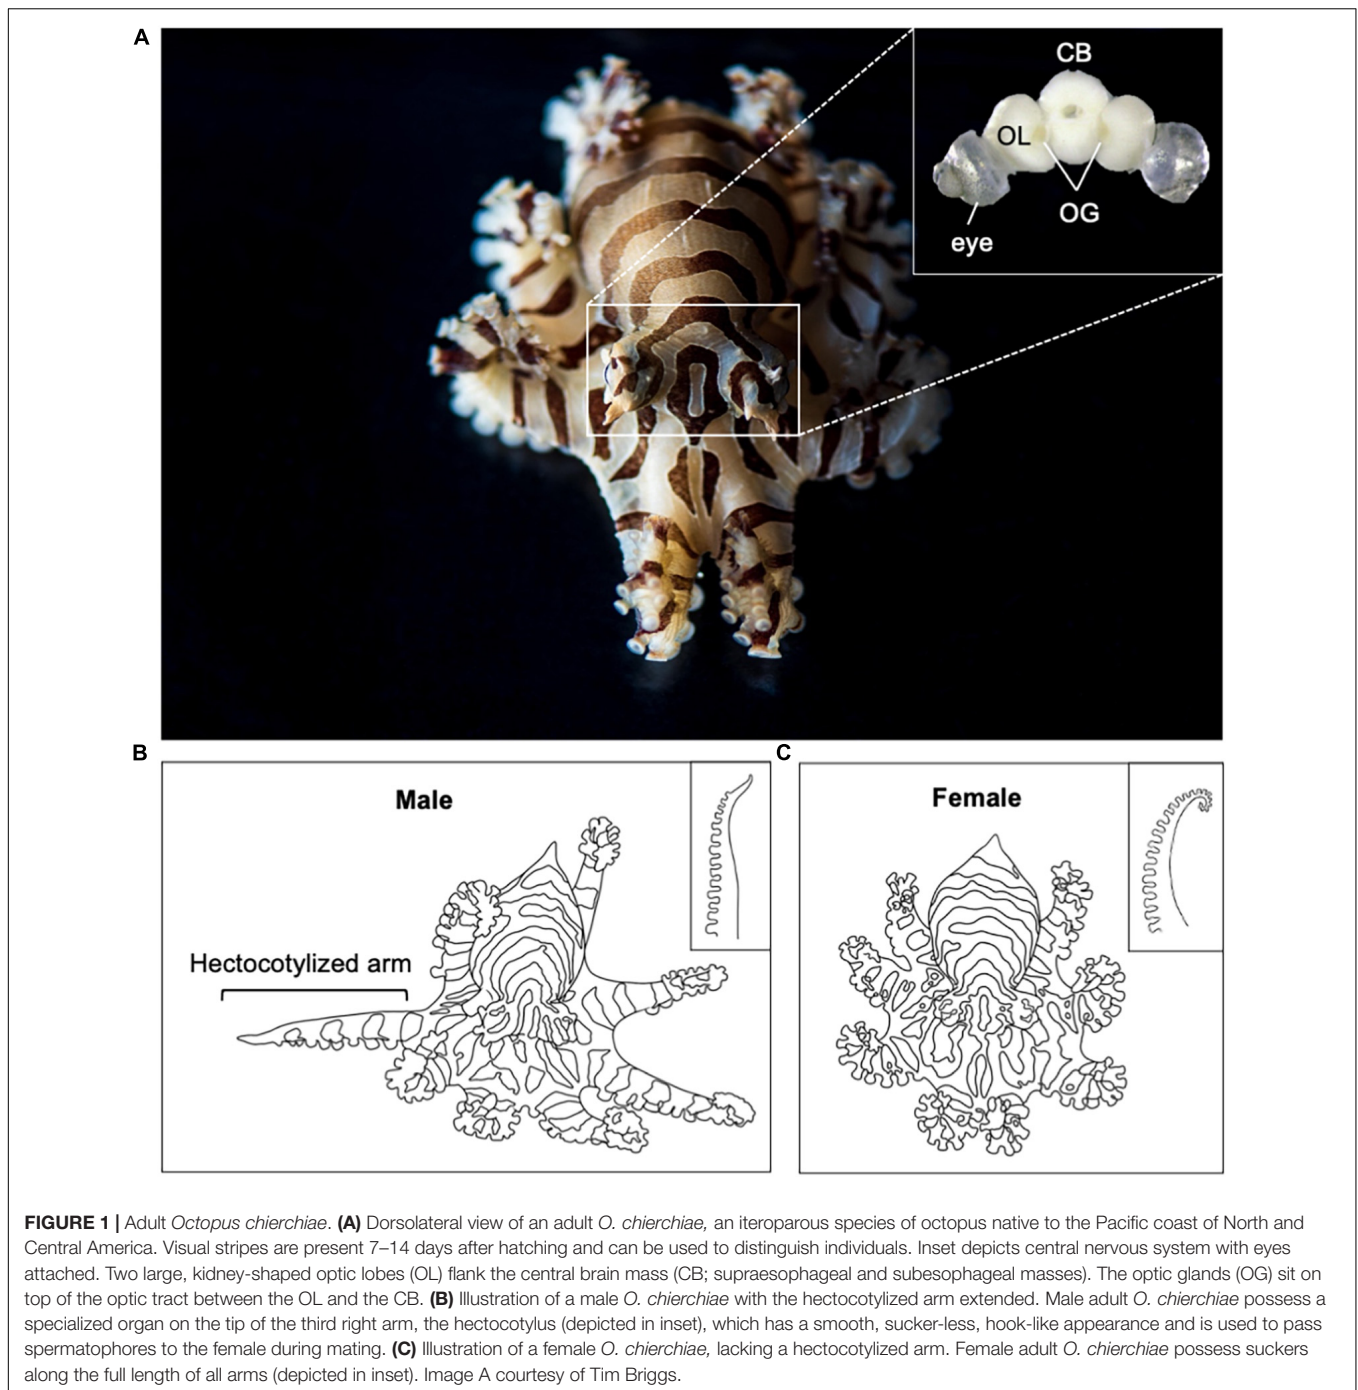 A
CB
OL
OG
eye
B
Male
Hectocotylized arm
C
Female
FIGURE 1 | Adult Octopus chierchiae. (A) Dorsolateral view of an adult O. chierchiae, an iteroparous species of octopus native to the Pacific coast of North and
Central America. Visual stripes are present 7–14 days after hatching and can be used to distinguish individuals. Inset depicts central nervous system with eyes
attached. Two large, kidney-shaped optic lobes (OL) flank the central brain mass (CB; supraesophageal and subesophageal masses). The optic glands (OG) sit on
top of the optic tract between the OL and the CB. (B) Illustration of a male O. chierchiae with the hectocotylized arm extended. Male adult O. chierchiae possess a
specialized organ on the tip of the third right arm, the hectocotylus (depicted in inset), which has a smooth, sucker-less, hook-like appearance and is used to pass
spermatophores to the female during mating. (C) Illustration of a female O. chierchiae, lacking a hectocotylized arm. Female adult O. chierchiae possess suckers
along the full length of all arms (depicted in inset). Image A courtesy of Tim Briggs.